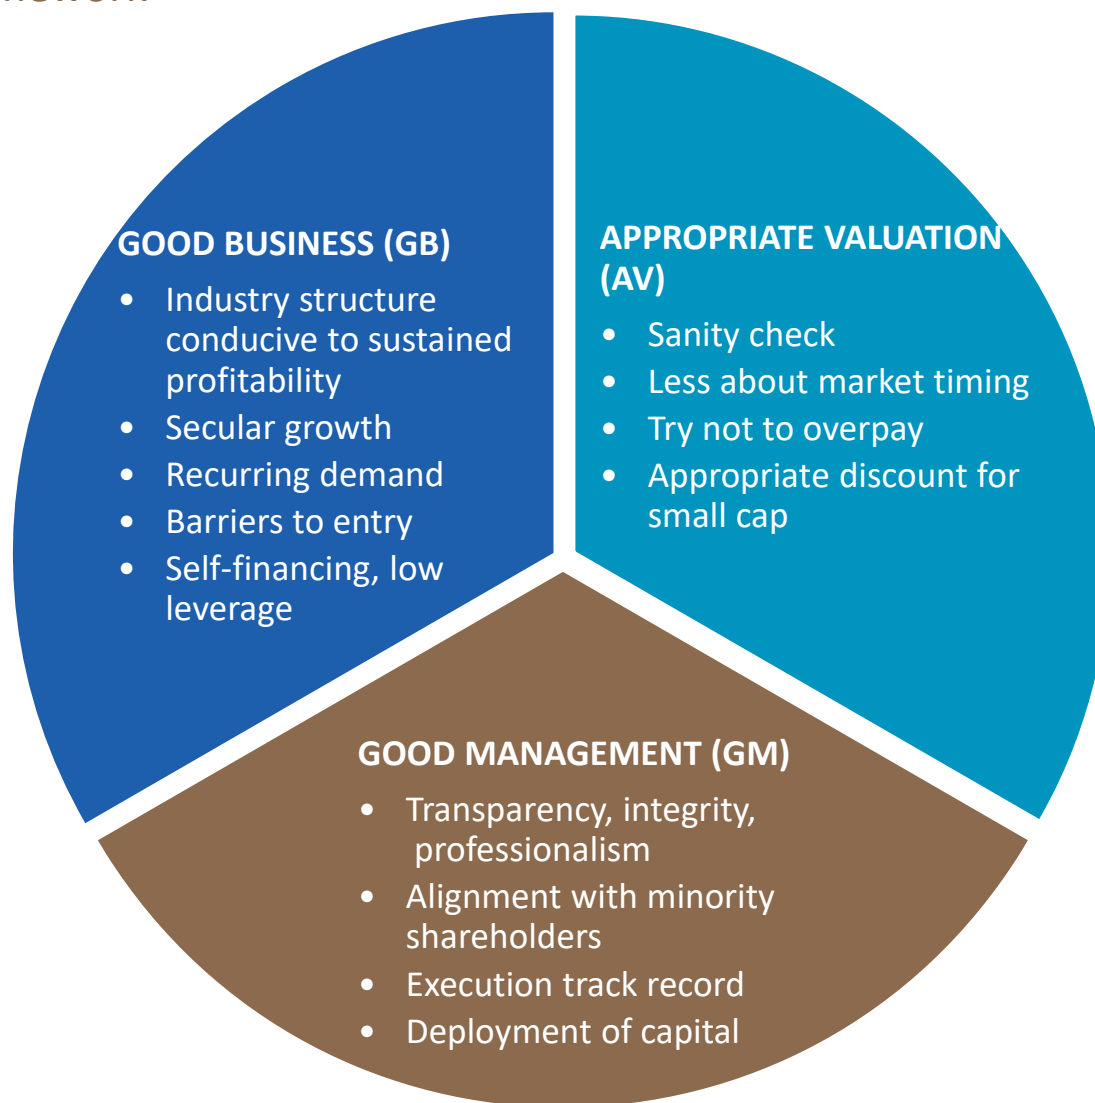 GOOD BUSINESS (GB)
• Industry structure
conducive to sustained
profitability
• Secular growth
• Recurring demand
• Barriers to entry
• Self-financing, low
leverage
APPROPRIATE VALUATION
(AV)
• Sanity check
• Less about market timing
• Try not to overpay
• Appropriate discount for
small cap
GOOD MANAGEMENT (GM)
• Transparency, integrity,
professionalism
• Alignment with minority
shareholders
• Execution track record
• Deployment of capital